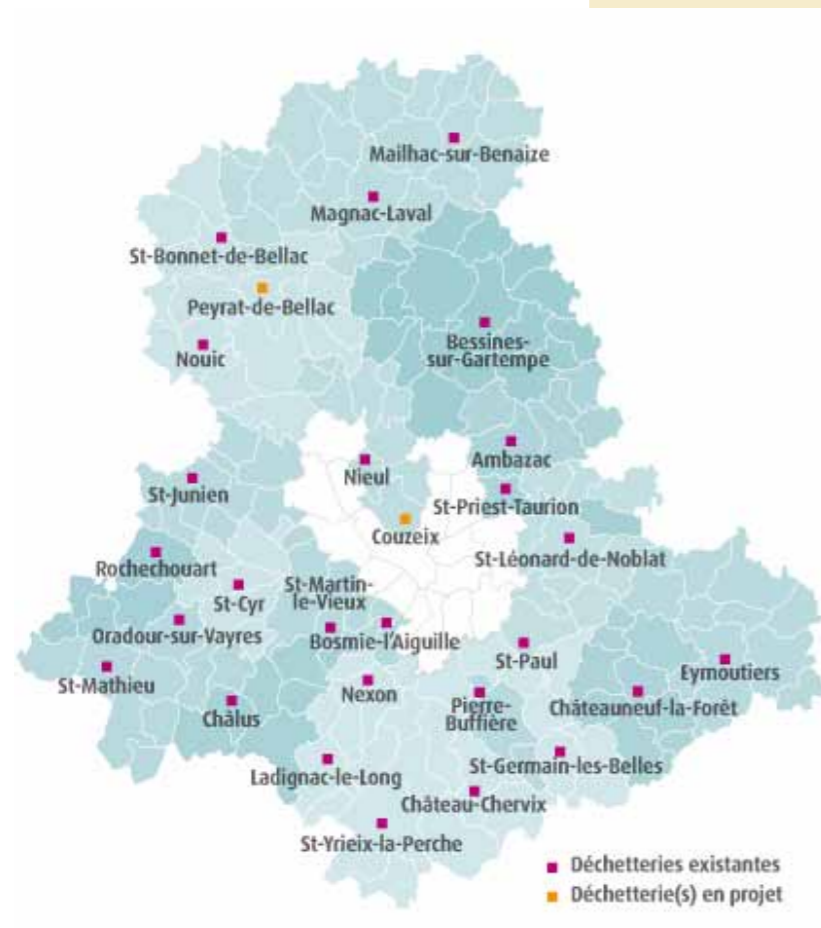 Mailhac-sur-Benaize
Magnac-Laval
St-Bonnet-de-Bellac
Peyrat-de-Bellac
Nouic
Bessines-
sur-Gartempe
Ambazac
Nieul
St-Junien
St-Priest-Taurion
Couzeix
St-Léonard-de-Noblat
Rochechouart
St-Cyr
St-Martin-
le-Vieux
Oradour-sur-Vayres
Bosmie-l'Aiguille
St-Paul
Eymoutiers
St-Mathieu
Nexon
Châlus
Pierre-
Buffière
Châteauneuf-la-Forêt
St-Germain-les-Belles
Ladignac-le-Long
Château-Chervix
St-Yrieix-la-Perche
Déchetteries existantes
Déchetterie(s) en projet